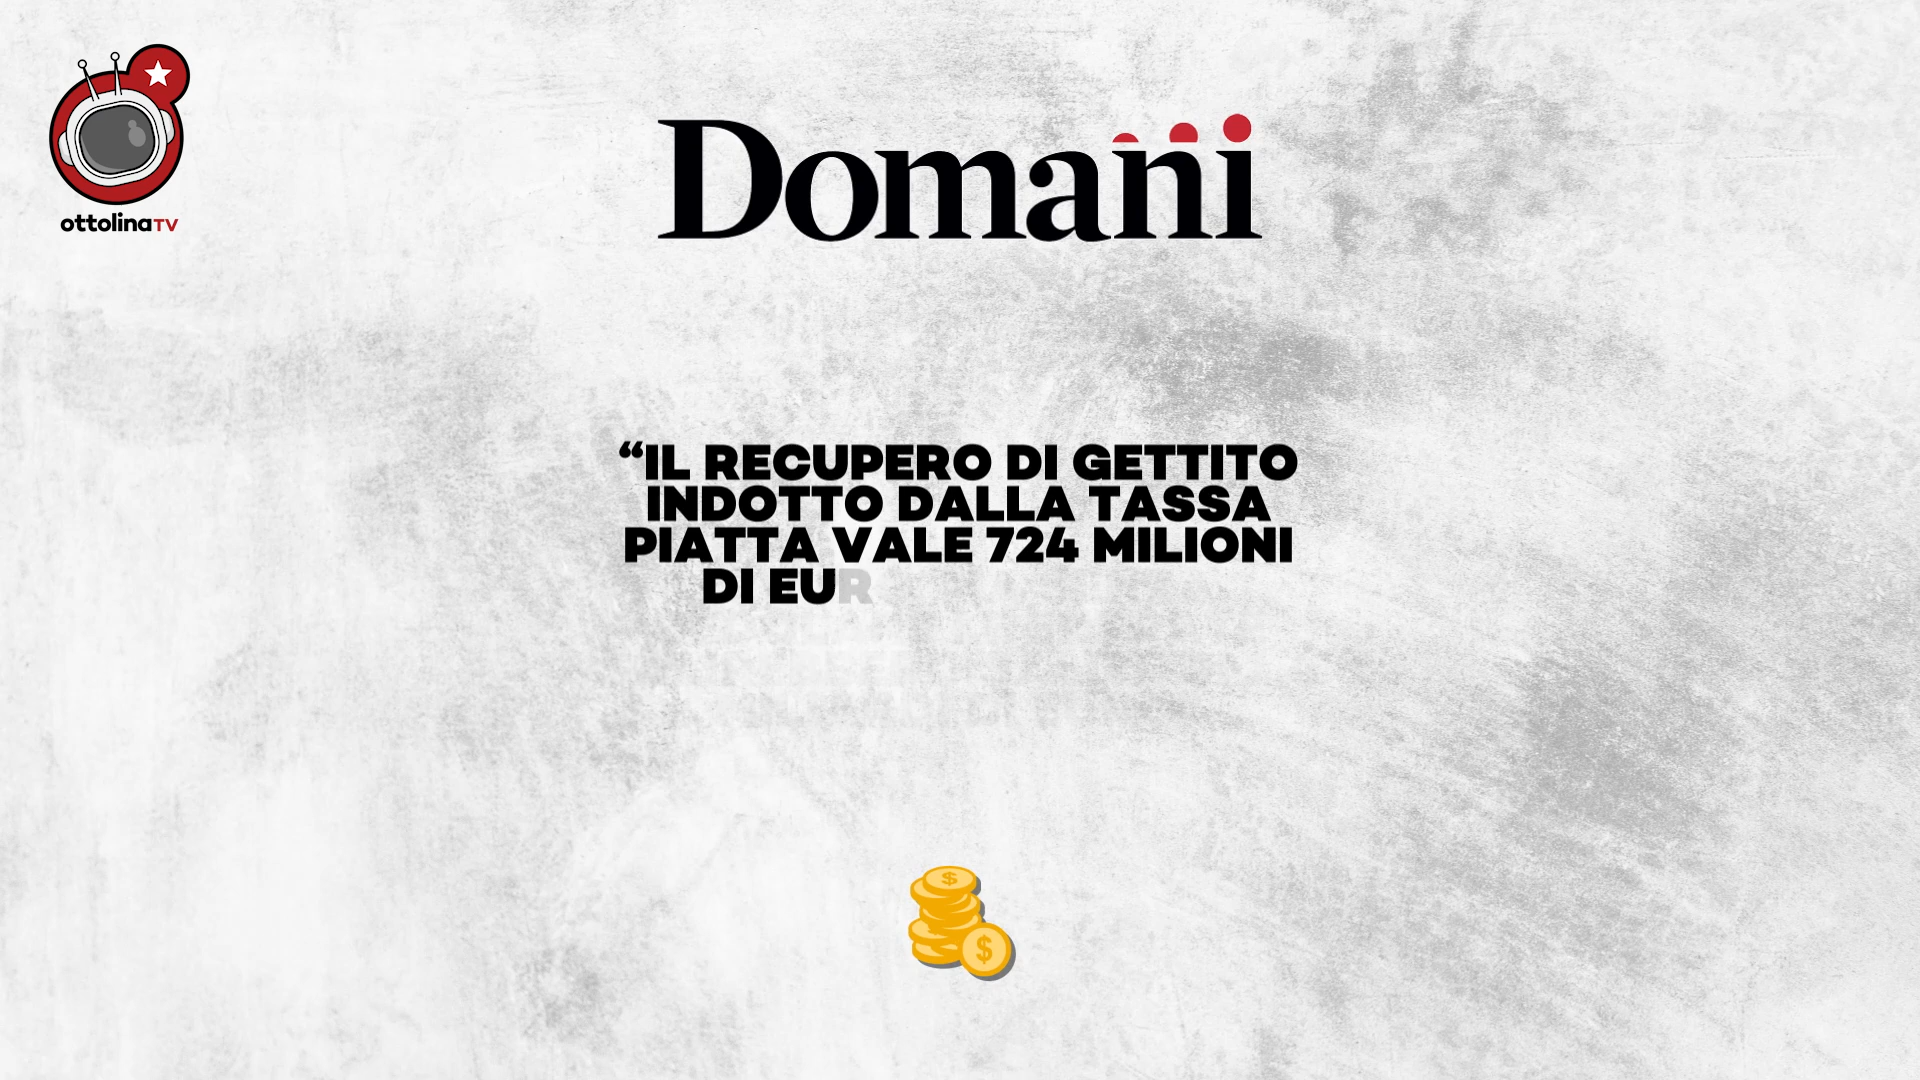 ottolinaTV
Domani
“IL RECUPERO DI GETTITO
INDOTTO DALLA TASSA
PIATTA VALE 724 MILIONI
DI EUR